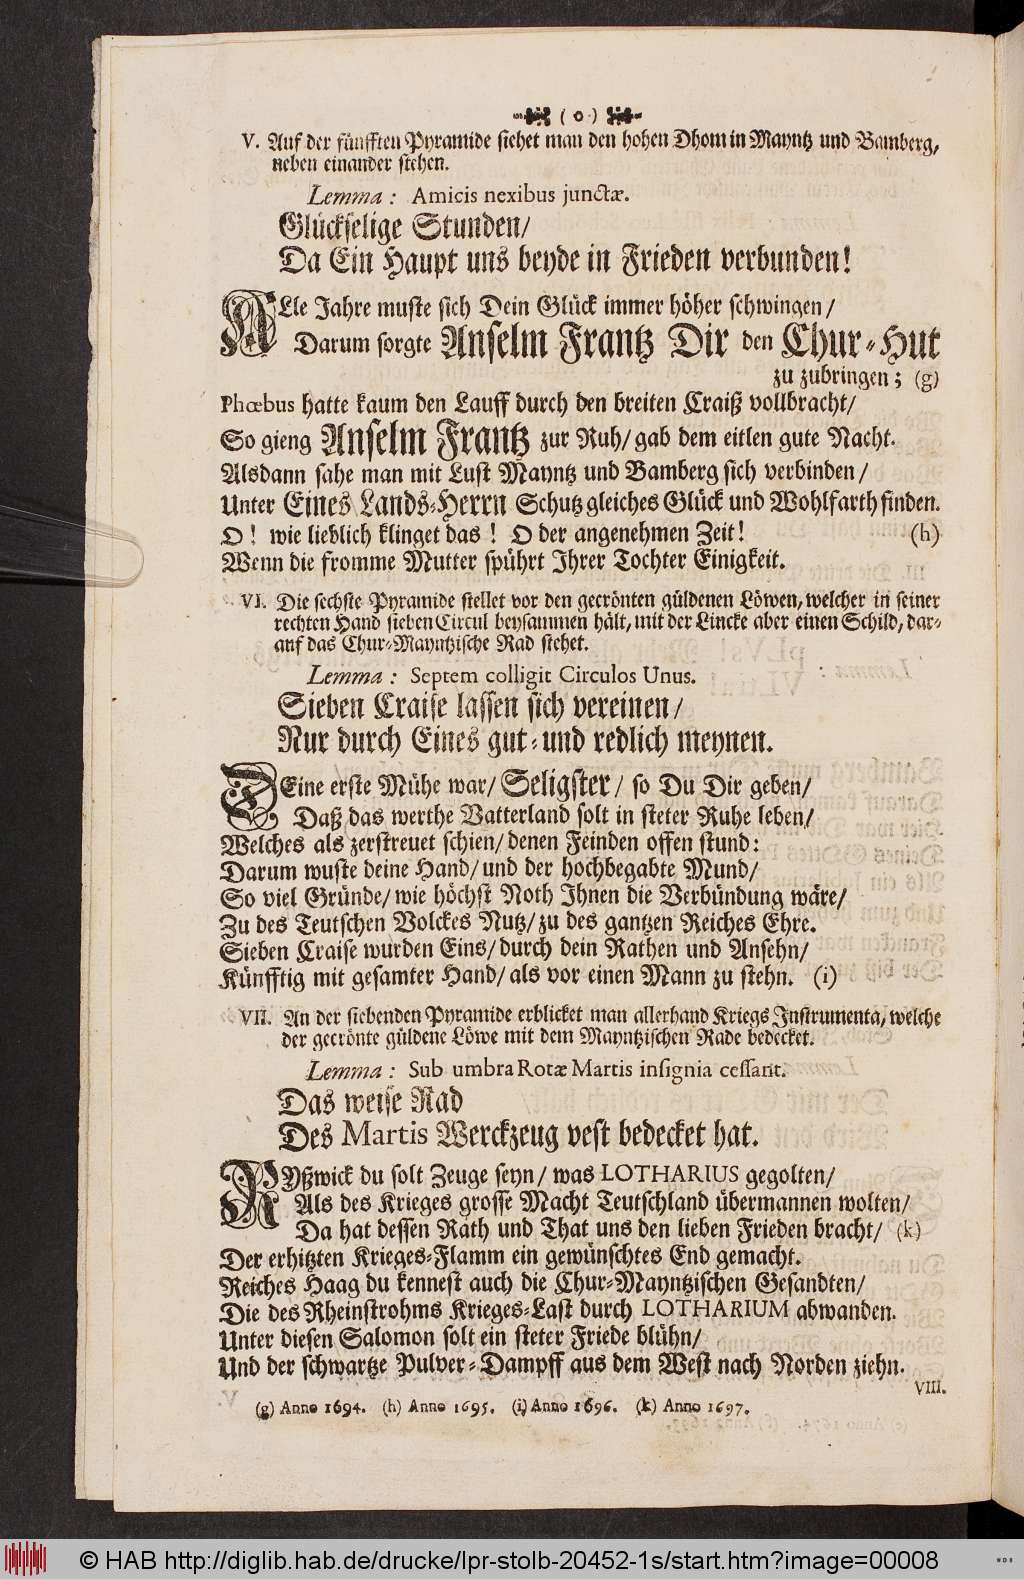 ( o )
V. Auf der fünfften Pyramide siehet man den hohen Dhom in Mayntz und Bamberg,
neben einander stehen.
Lemma: Amicis nexibus junctæ.
Glückselige Stunden/
Da Ein Haupt uns beyde in Frieden verbunden!
ALle Jahre muste sich Dein Glück immer höher schwingen/
Darum sorgte Anselm Frantz Dir den Chur-Hut
zu zubringen; (g)
Phœbus hatte kaum den Lauff durch den breiten Craiß vollbracht/
So gieng Anselm Frantz zur Ruh/ gab dem eitlen gute Nacht.
Alsdann sahe man mit Lust Mayntz und Bamberg sich verbinden/
Unter Eines Lands-Herrn Schutz gleiches Glück und Wohlfarth finden.
O! wie lieblich klinget das! O der angenehmen Zeit! (h)
Wenn die fromme Mutter spührt Ihrer Tochter Einigkeit.
VI. Die sechste Pyramide stellet vor den gecrönten güldenen Löwen, welcher in seiner
rechten Hand sieben Circul beysammen hält, mit der Lincke aber einen Schild, dar-
auf das Chur-Mayntzische Rad stehet.
Lemma: Septem colligit Circulos Unus.
Sieben Craise lassen sich vereinen/
Nur durch Eines gut- und redlich meynen.
DEine erste Mühe war/ Seligster/ so Du Dir geben/
Daß das werthe Vatterland solt in steter Ruhe leben/
Welches als zerstreuet schien/ denen Feinden offen stund:
Darum wuste deine Hand/ und der hochbegabte Mund/
So viel Gründe/ wie höchst Noth Ihnen die Verbündung wäre/
Zu des Teutschen Volckes Nutz/ zu des gantzen Reiches Ehre.
Sieben Craise wurden Eins/ durch dein Rathen und Ansehn/
Künfftig mit gesamter Hand/ als vor einen Mann zu stehn. (i)
VII. An der siebenden Pyramide erblicket man allerhand Kriegs Instrumenta, welche
der gecrönte güldene Löwe mit dem Mayntzischen Rade bedecket.
Lemma: Sub umbra Rotæ Martis insignia cessant.
Das weise Rad
Des Martis Werckzeug vest bedecket hat.
RYßwick du solt Zeuge seyn/ was LOTHARIUS gegolten/
Als des Krieges grosse Macht Teutschland übermannen wolten/
Da hat dessen Rath und That uns den lieben Frieden bracht/ (k)
Der erhitzten Krieges-Flamm ein gewünschtes End gemacht.
Reiches Haag du kennest auch die Chur-Mayntzischen Gesandten/
Die des Rheinstrohms Krieges-Last durch LOTHARIUM abwanden.
Unter diesen Salomon solt ein steter Friede blühn/
Und der schwartze Pulver-Dampff aus dem West nach Norden ziehn.
VIII.
(g) Anno 1694. (h) Anno 1695. (i) Anno 1696. (k) Anno 1697.
© HAB http://diglib.hab.de/drucke/lpr-stolb-20452-1s/start.htm?image=00008